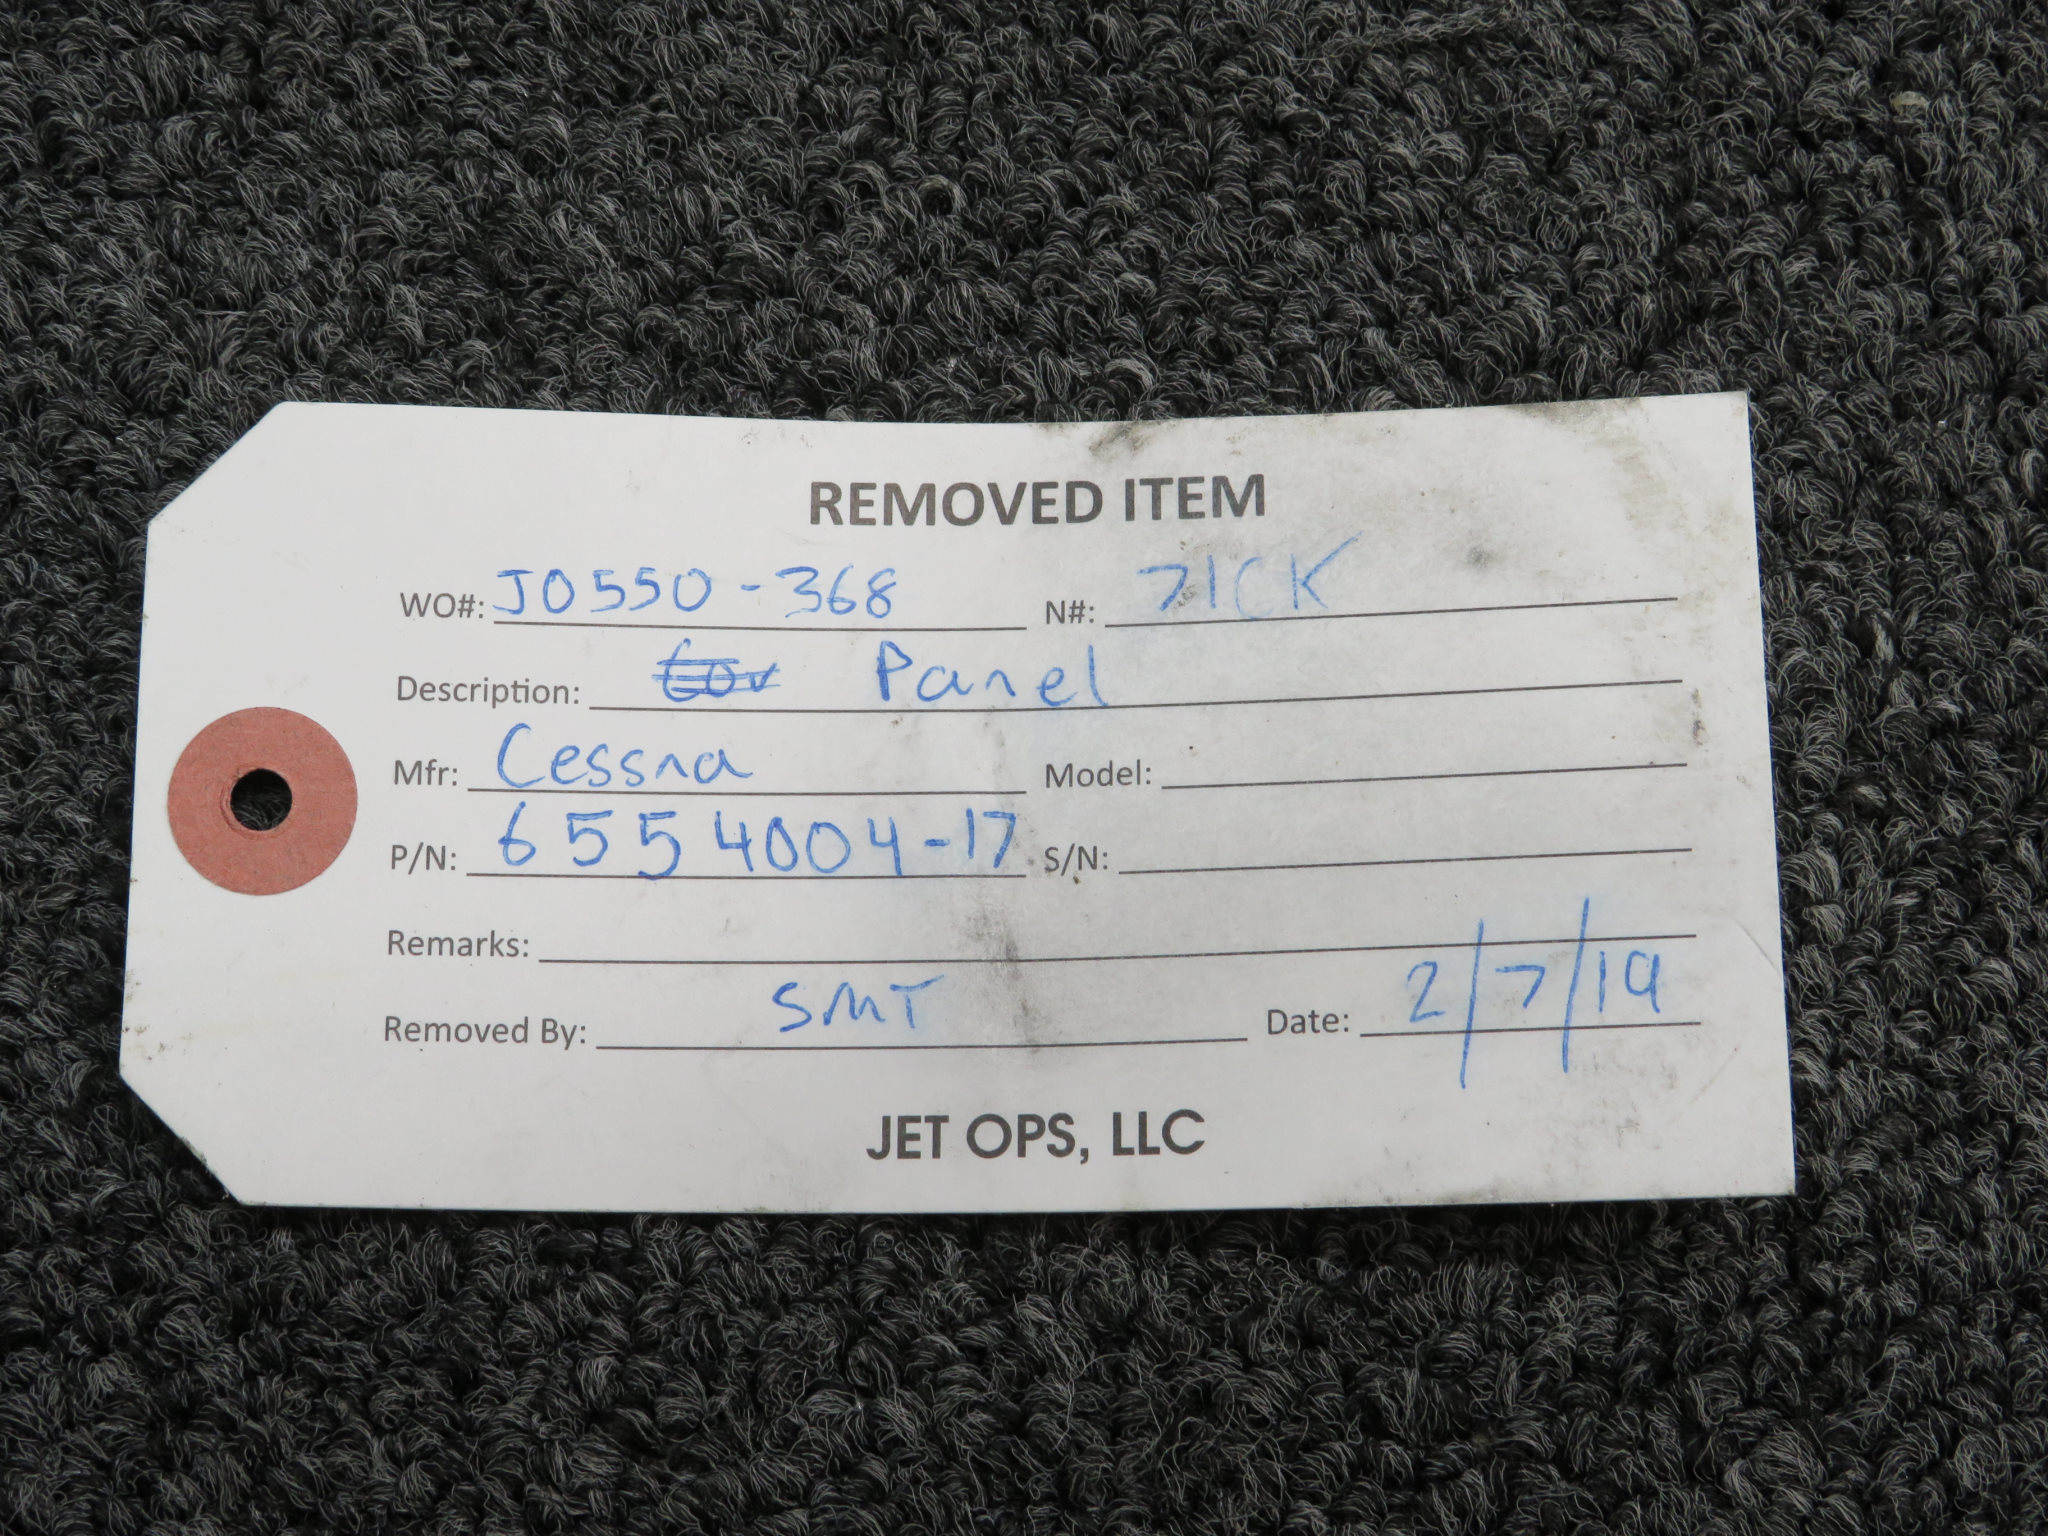 REMOVED ITEM
WO#: JO550-368 N#: 71CK
Description: Panel
Mfr: Cessna Model:
P/N: 6554004-17 S/N:
Remarks:
Removed By: SMT Date: 2/7/19
JET OPS, LLC